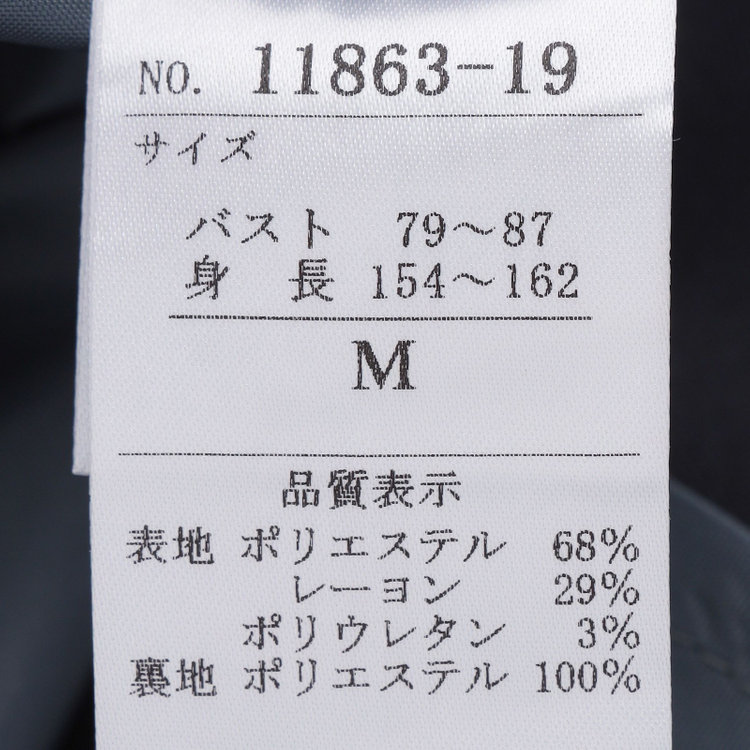 NO. 11863-19
サイズ
バスト 79～87
身 長 154～162
M
品質表示
表地 ポリエステル 68%
レーヨン 29%
ポリウレタン 3%
裏地 ポリエステル 100%